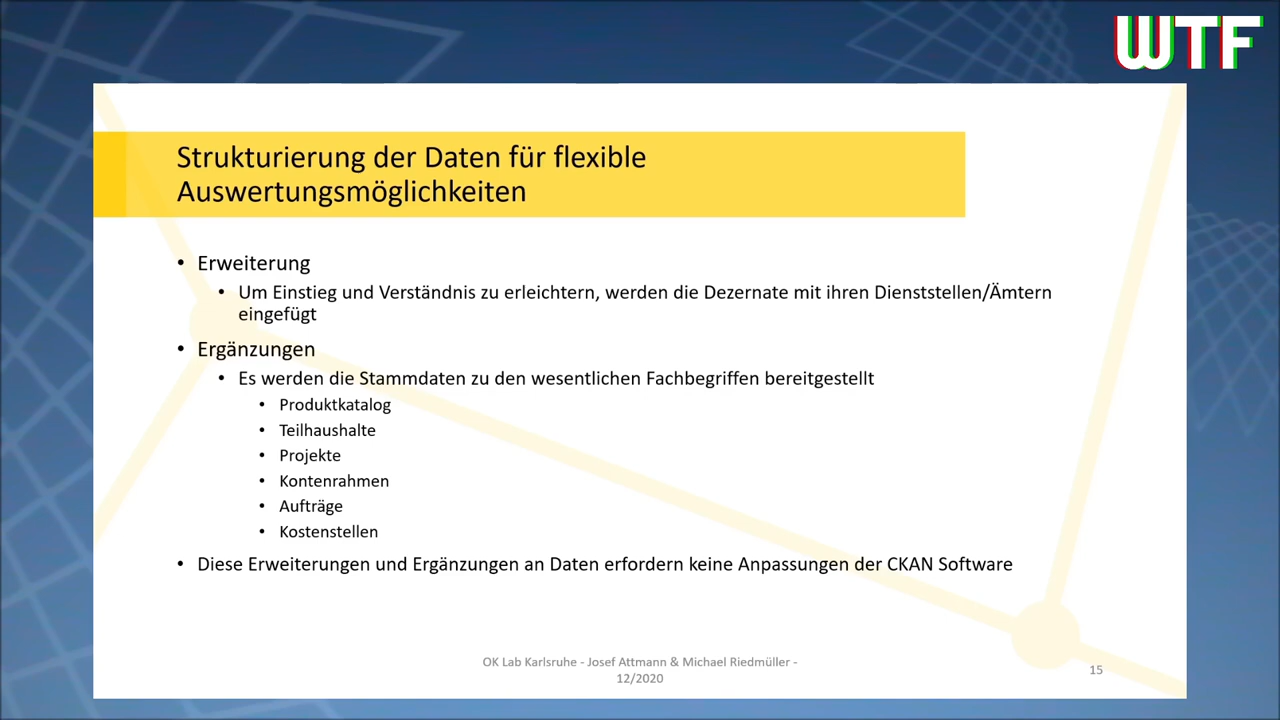 WTF
Strukturierung der Daten für flexible
Auswertungsmöglichkeiten
• Erweiterung
• Um Einstieg und Verständnis zu erleichtern, werden die Dezernate mit ihren Dienststellen/Ämtern
eingefügt
• Ergänzungen
• Es werden die Stammdaten zu den wesentlichen Fachbegriffen bereitgestellt
• Produktkatalog
• Teilhaushalte
• Projekte
• Kontenrahmen
• Aufträge
• Kostenstellen
• Diese Erweiterungen und Ergänzungen an Daten erfordern keine Anpassungen der CKAN Software
OK Lab Karlsruhe - Josef Attmann & Michael Riedmüller -
12/2020
15